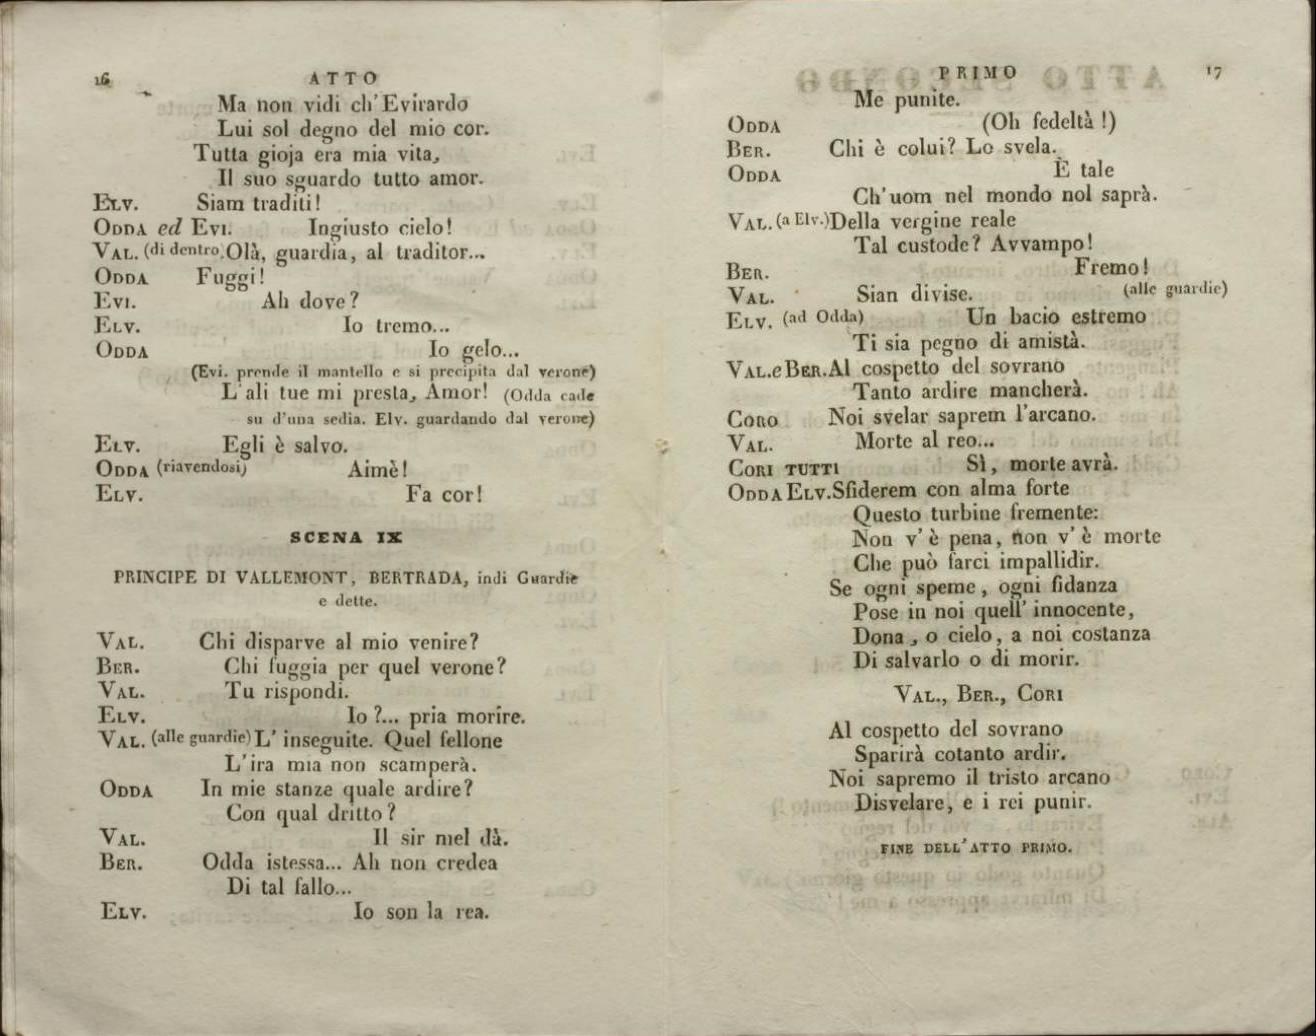 16
ATTO
Ma non vidi ch'Evirardo
Lui sol degno del mio cor.
Tutta gioja era mia vita,
Il suo sguardo tutto amor.
ELV. Siam traditi!
ODDA ed EVI. Ingiusto cielo!
VAL. (di dentro) Olà, guardia, al traditor...
ODDA Fuggi!
EVI. Ah dove?
ELV. Io tremo...
ODDA Io gelo...
(Evi. prende il mantello e si precipita dal verone)
L'ali tue mi presta, Amor! (Odda cade
su d'una sedia. Elv. guardando dal verone)
ELV. Egli è salvo.
ODDA (riavendosi) Aimè!
ELV. Fa cor!
SCENA IX
PRINCIPE DI VALLEMONT, BERTRADA, indi Guardie
e dette.
VAL. Chi disparve al mio venire?
BER. Chi fuggia per quel verone?
VAL. Tu rispondi.
ELV. Io?... pria morire.
VAL. (alle guardie) L' inseguite. Quel fellone
L'ira mia non scamperà.
ODDA In mie stanze quale ardire?
Con qual dritto?
VAL. Il sir mel dà.
BER. Odda istessa... Ah non credea
Di tal fallo...
ELV. Io son la rea.
PRIMO
17
Me punite.
ODDA (Oh fedeltà!)
BER. Chi è colui? Lo svela.
ODDA È tale
Ch'uom nel mondo nol saprà.
VAL. (a Elv.) Della vergine reale
Tal custode? Avvampo!
BER. Fremo!
VAL. Sian divise. (alle guardie)
ELV. (ad Odda) Un bacio estremo
Ti sia pegno di amistà.
VAL. e BER. Al cospetto del sovrano
Tanto ardire mancherà.
CORO Noi svelar saprem l'arcano.
VAL. Morte al reo...
CORI TUTTI Sì, morte avrà.
ODDA ELV. Sfiderem con alma forte
Questo turbine fremente:
Non v' è pena, non v' è morte
Che può farci impallidir.
Se ogni speme, ogni fidanza
Pose in noi quell' innocente,
Dona, o cielo, a noi costanza
Di salvarlo o di morir.
VAL., BER., CORI
Al cospetto del sovrano
Sparirà cotanto ardir.
Noi sapremo il tristo arcano
Disvelare, e i rei punir.
FINE DELL'ATTO PRIMO.